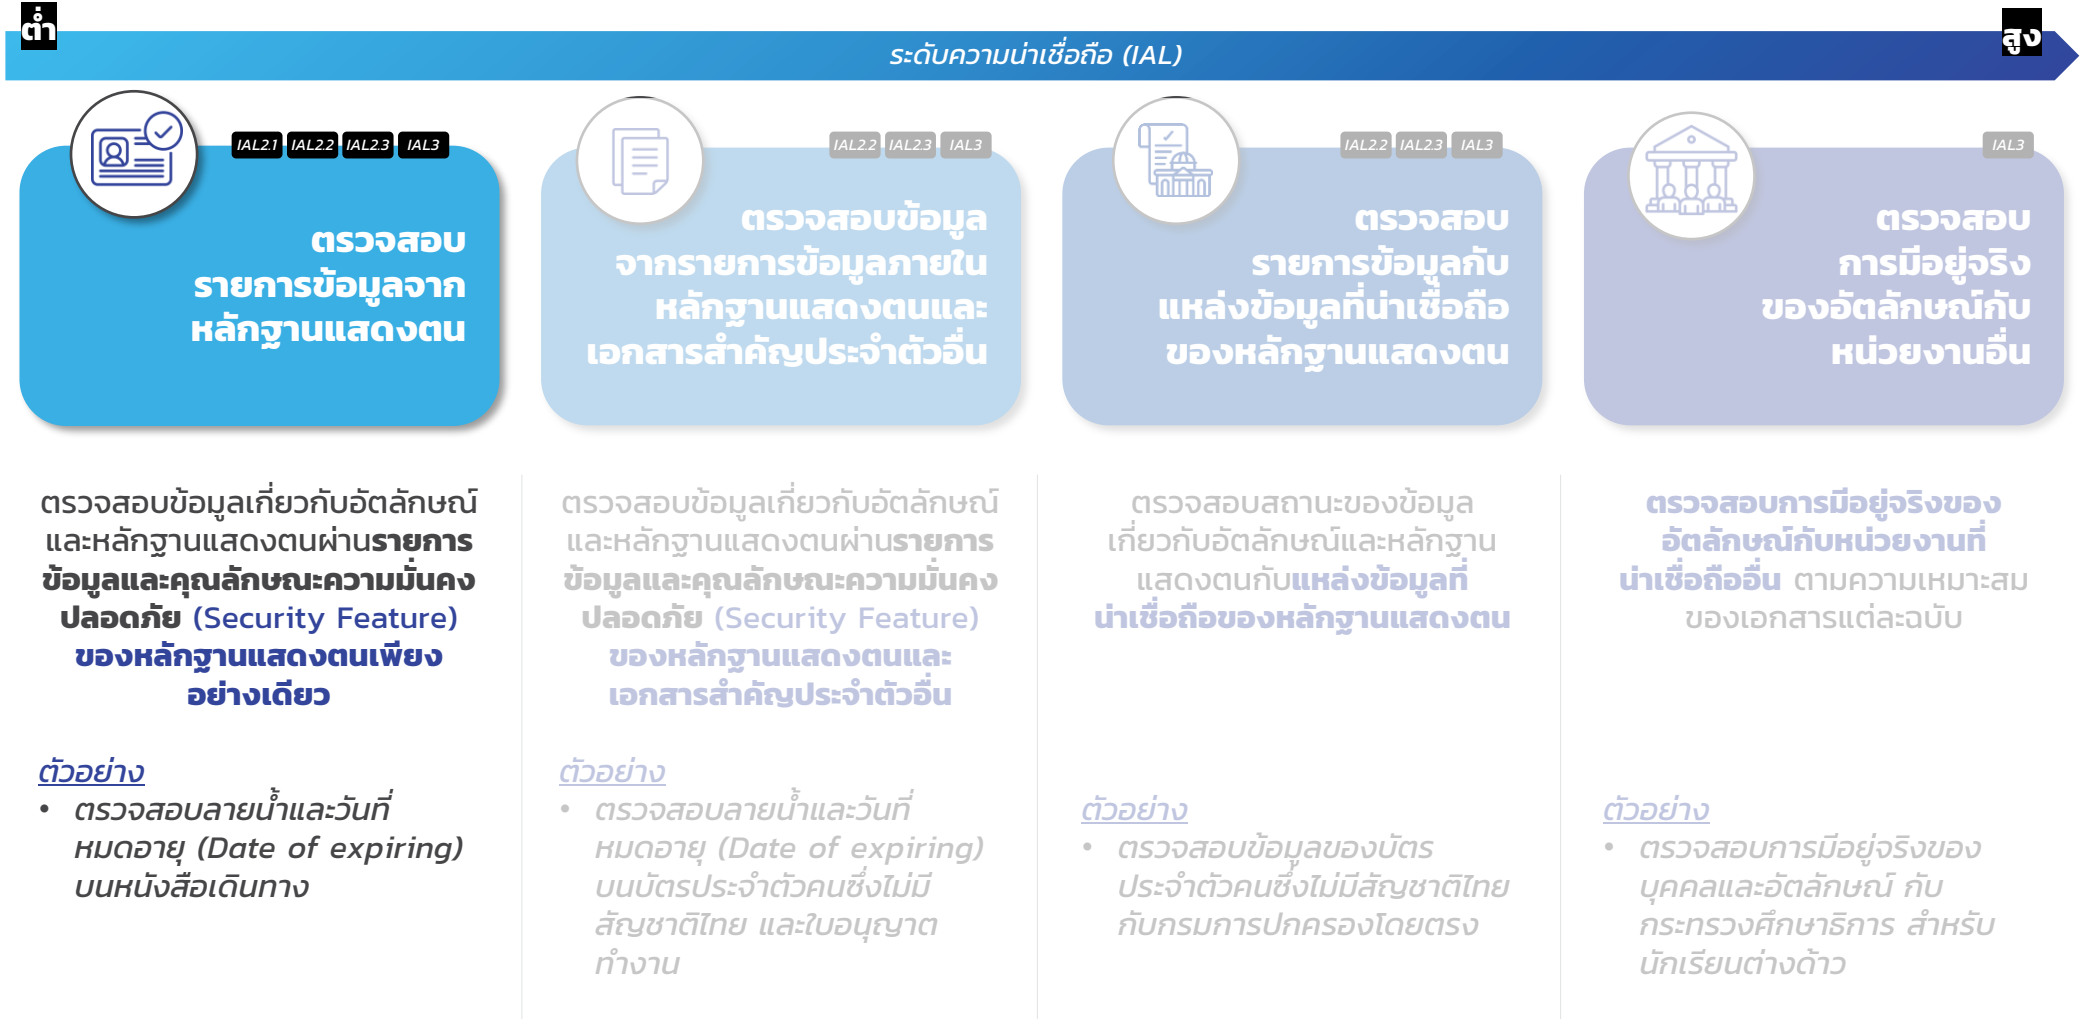 ต่ำ
สูง
ระดับความน่าเชื่อถือ (IAL)
IAL2.1 IAL2.2 IAL2.3 IAL3
ตรวจสอบ
รายการข้อมูลจาก
หลักฐานแสดงตน
ตรวจสอบข้อมูลเกี่ยวกับอัตลักษณ์
และหลักฐานแสดงตนผ่านรายการ
ข้อมูลและคุณลักษณะความมั่นคง
ปลอดภัย (Security Feature)
ของหลักฐานแสดงตนเพียง
อย่างเดียว
ตัวอย่าง
• ตรวจสอบลายน้ำและวันที่
หมดอายุ (Date of expiring)
บนหนังสือเดินทาง
IAL2.2 IAL2.3 IAL3
ตรวจสอบข้อมูล
จากรายการข้อมูลภายใน
หลักฐานแสดงตนและ
เอกสารสำคัญประจำตัวอื่น
ตรวจสอบข้อมูลเกี่ยวกับอัตลักษณ์
และหลักฐานแสดงตนผ่านรายการ
ข้อมูลและคุณลักษณะความมั่นคง
ปลอดภัย (Security Feature)
ของหลักฐานแสดงตนและ
เอกสารสำคัญประจำตัวอื่น
ตัวอย่าง
• ตรวจสอบลายน้ำและวันที่
หมดอายุ (Date of expiring)
บนบัตรประจำตัวคนซึ่งไม่มี
สัญชาติไทย และใบอนุญาต
ทำงาน
IAL2.2 IAL2.3 IAL3
ตรวจสอบ
รายการข้อมูลกับ
แหล่งข้อมูลที่น่าเชื่อถือ
ของหลักฐานแสดงตน
ตรวจสอบสถานะของข้อมูล
เกี่ยวกับอัตลักษณ์และหลักฐาน
แสดงตนกับแหล่งข้อมูลที่
น่าเชื่อถือของหลักฐานแสดงตน
ตัวอย่าง
• ตรวจสอบข้อมูลของบัตร
ประจำตัวคนซึ่งไม่มีสัญชาติไทย
กับกรมการปกครองโดยตรง
IAL3
ตรวจสอบ
การมีอยู่จริง
ของอัตลักษณ์กับ
หน่วยงานอื่น
ตรวจสอบการมีอยู่จริงของ
อัตลักษณ์กับหน่วยงานที่
น่าเชื่อถืออื่น ตามความเหมาะสม
ของเอกสารแต่ละฉบับ
ตัวอย่าง
• ตรวจสอบการมีอยู่จริงของ
บุคคลและอัตลักษณ์ กับ
กระทรวงศึกษาธิการ สำหรับ
นักเรียนต่างด้าว